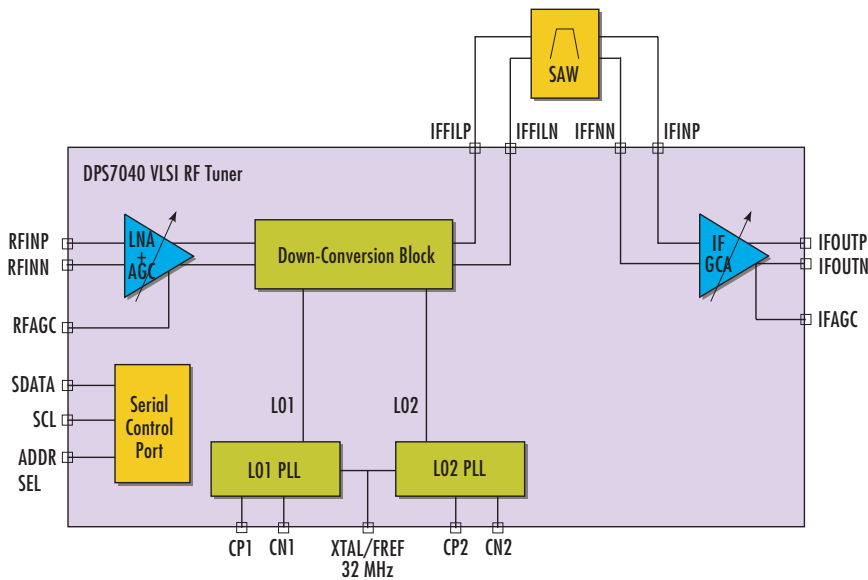 SAW
IFFILP
IFFILN
IFFNN
IFINP
DPS7040 VLSI RF Tuner
RFINP
RFINN
LNA
+
AGC
Down-Conversion Block
IF
GCA
IFOUTP
IFOUTN
RFAGC
IFAGC
SDATA
SCL
ADDR
SEL
Serial
Control
Port
LO1
LO2
LO1 PLL
LO2 PLL
CP1
CN1
XTAL/FREF
32 MHz
CP2
CN2